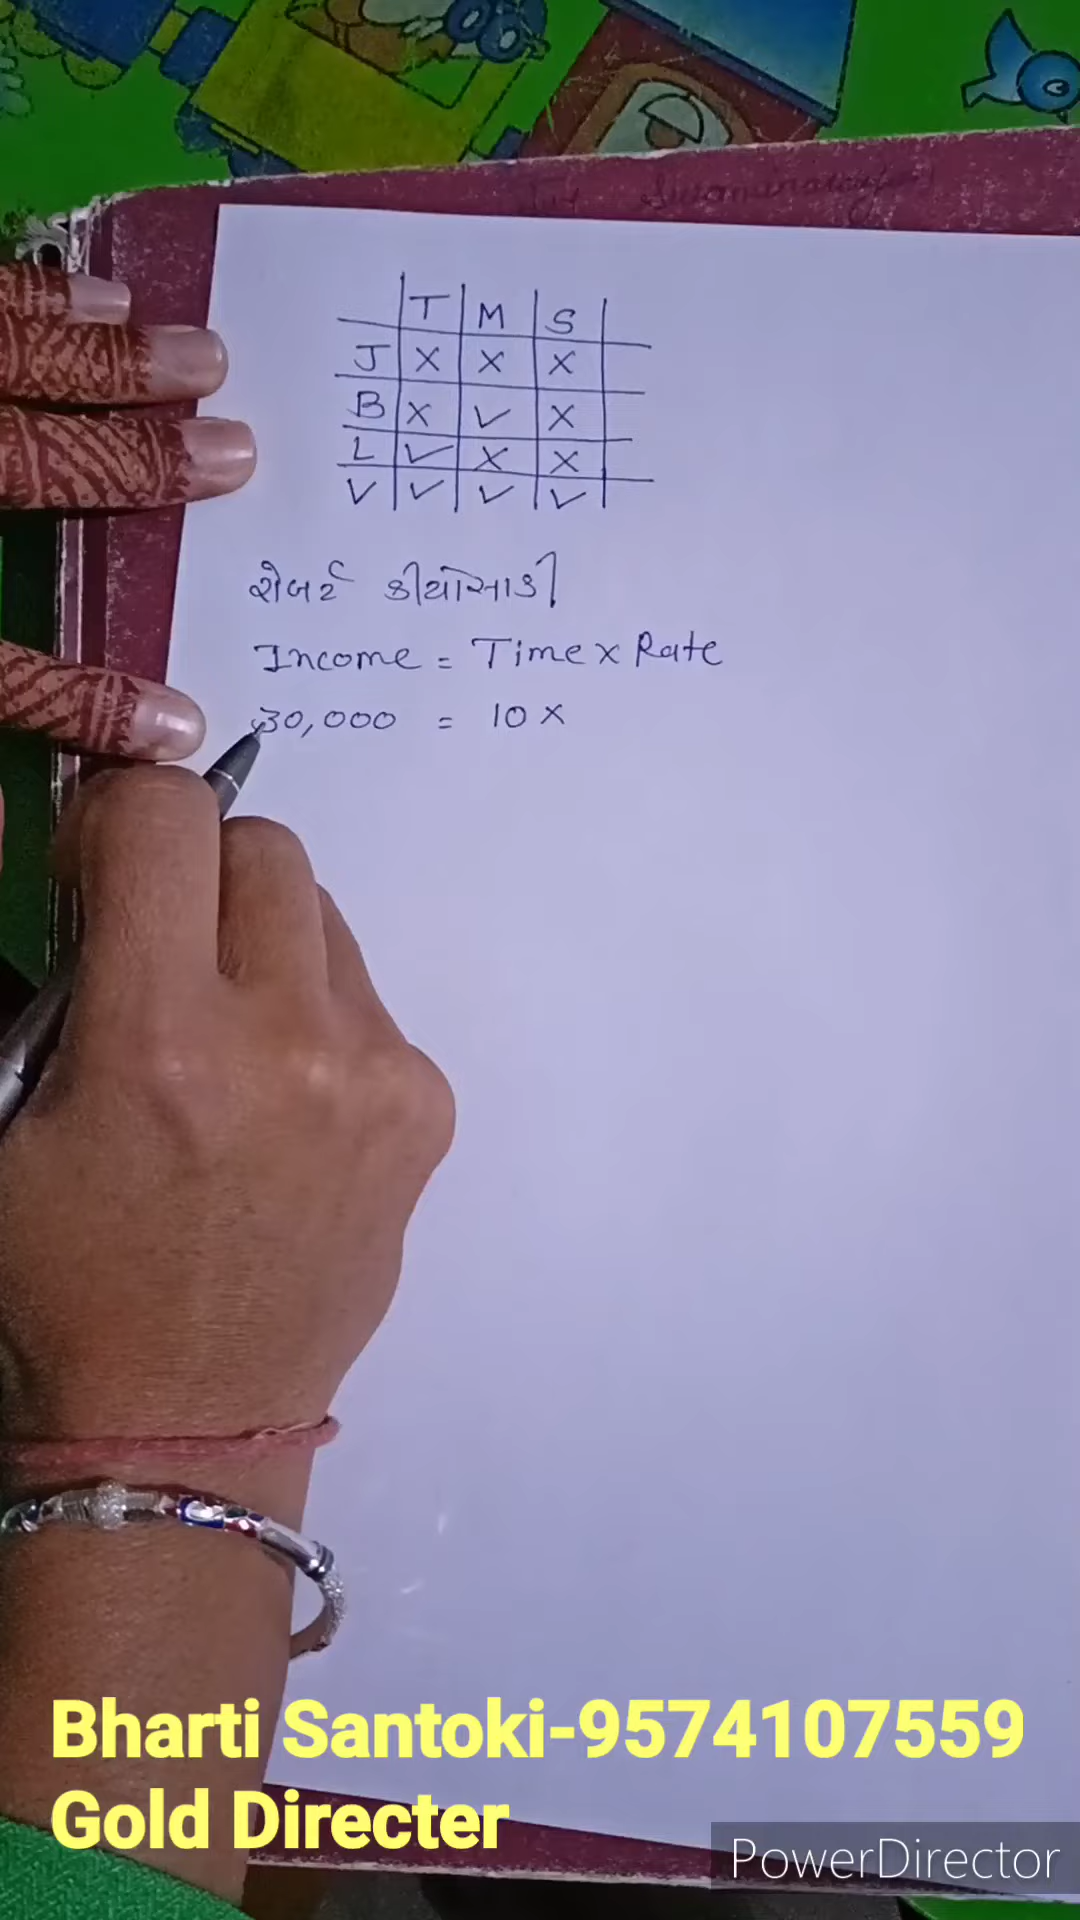 T M S
J X X X
B X ✓ X
L ✓ X X
V ✓ ✓ ✓
રોબર્ટ કીયોસાકી
Income = Time x Rate
30,000 = 10 x
Bharti Santoki-9574107559
Gold Directer
PowerDirector